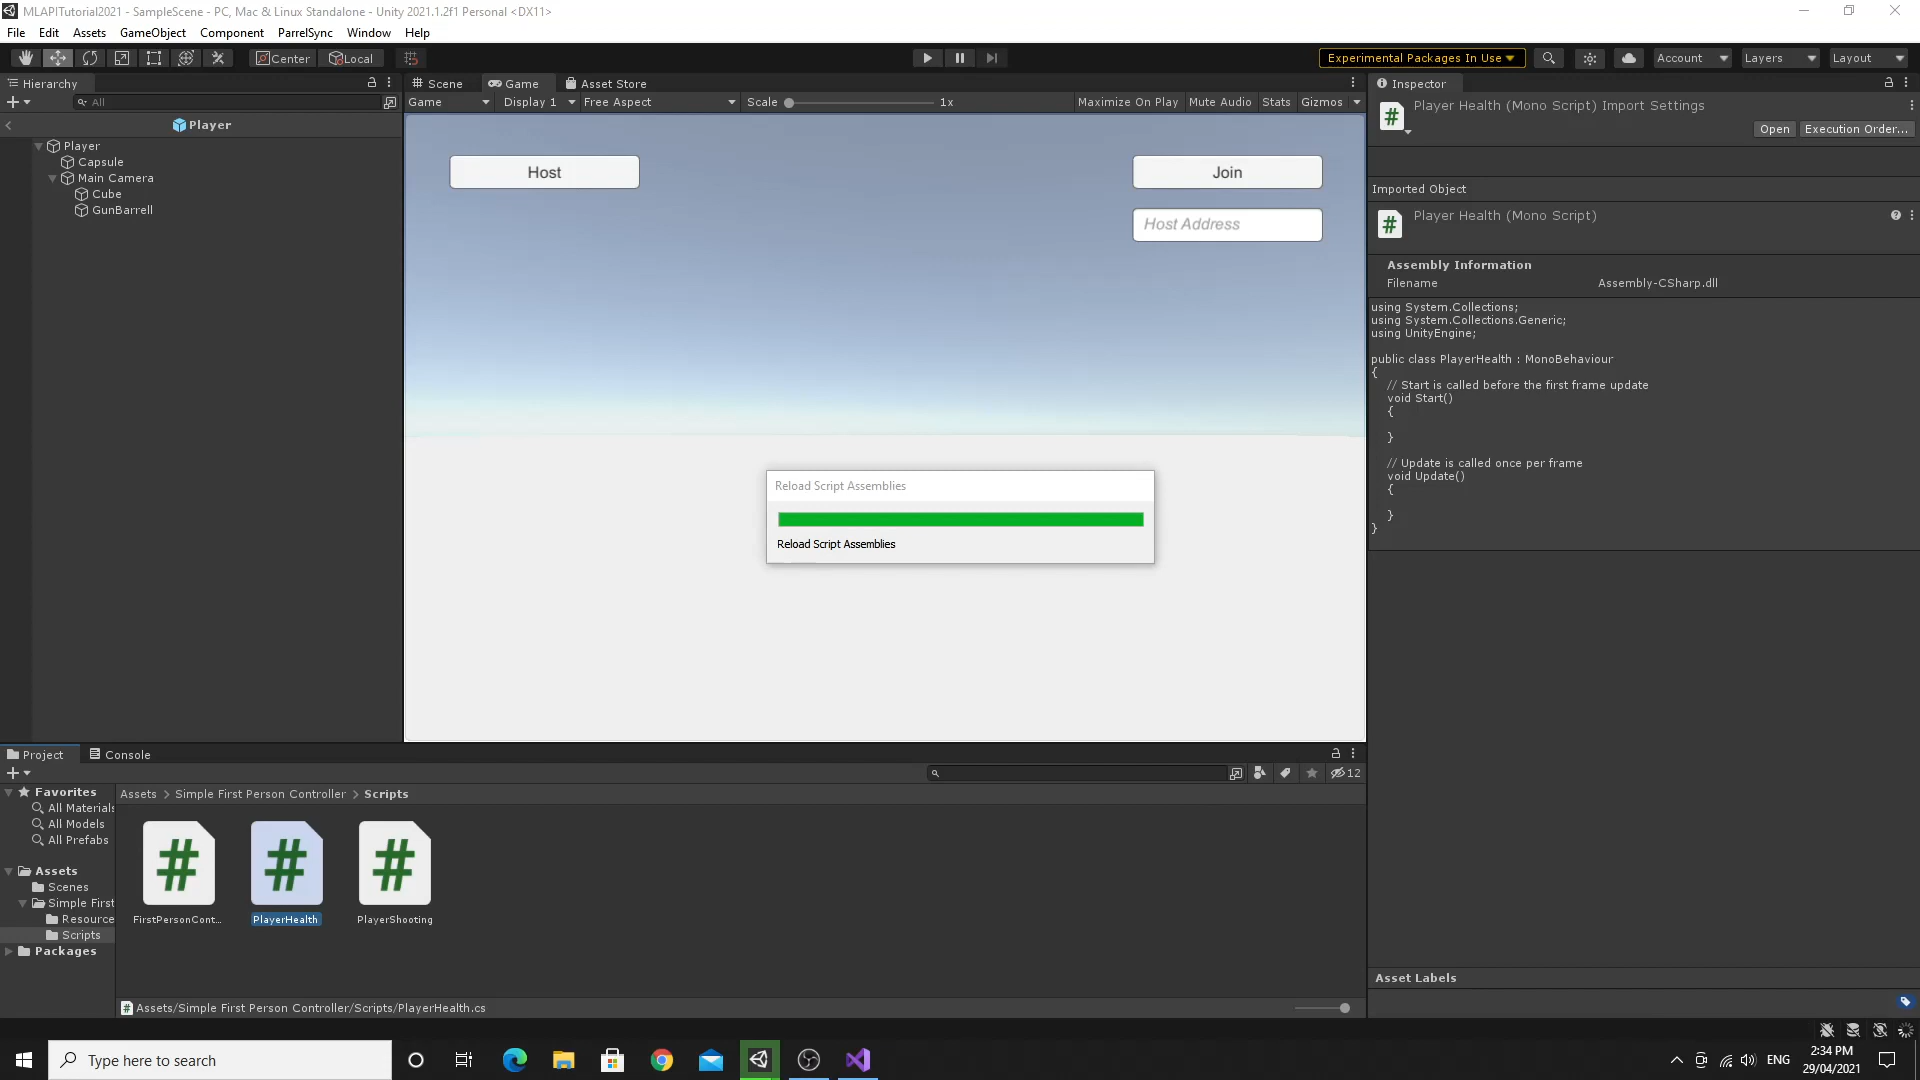 MLAPITutorial2021 - SampleScene - PC, Mac & Linux Standalone - Unity 2021.1.2f1 Personal <DX11>
File Edit Assets GameObject Component ParrelSync Window Help
Center Local Experimental Packages In Use Account Layers Layout
Hierarchy
All
Player
Player
Capsule
Main Camera
Cube
GunBarrell
Scene Game Asset Store
Game Display 1 Free Aspect Scale 1x Maximize On Play Mute Audio Stats Gizmos
Host
Join
Host Address
Reload Script Assemblies
Reload Script Assemblies
Inspector
Player Health (Mono Script) Import Settings
Open Execution Order...
Imported Object
Player Health (Mono Script)
Assembly Information
Filename Assembly-CSharp.dll
using System.Collections;
using System.Collections.Generic;
using UnityEngine;
public class PlayerHealth : MonoBehaviour
{
// Start is called before the first frame update
void Start()
{
}
// Update is called once per frame
void Update()
{
}
}
Asset Labels
Project Console
12
Favorites
All Materials
All Models
All Prefabs
Assets
Scenes
Simple First
Resource
Scripts
Packages
Assets > Simple First Person Controller > Scripts
FirstPersonCont...
PlayerHealth
PlayerShooting
Assets/Simple First Person Controller/Scripts/PlayerHealth.cs
Type here to search
ENG
2:34 PM
29/04/2021